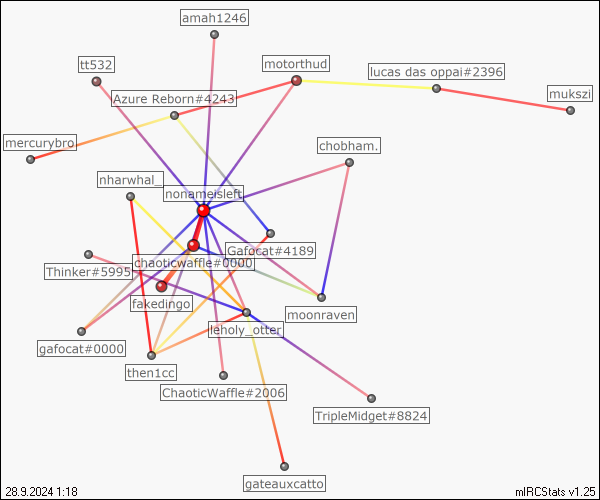 amah1246
tt532
motorthud
lucas das oppai#2396
Azure Reborn#4243
mukszi
mercurybro
chobham.
nharwhal_
nonameisleft
Gafocat#4189
chaoticwaffle#0000
Thinker#5995
fakedingo
moonraven
leholy_otter
gafocat#0000
then1cc
ChaoticWaffle#2006
TripleMidget#8824
gateauxcatto
28.9.2024 1:18
mIRCStats v1.25